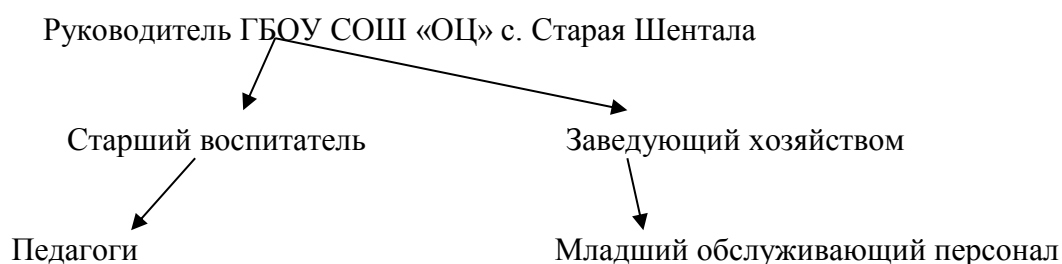 Руководитель ГБОУ СОШ «ОЦ» с. Старая Шентала
Старший воспитатель
Заведующий хозяйством
Педагоги
Младший обслуживающий персонал